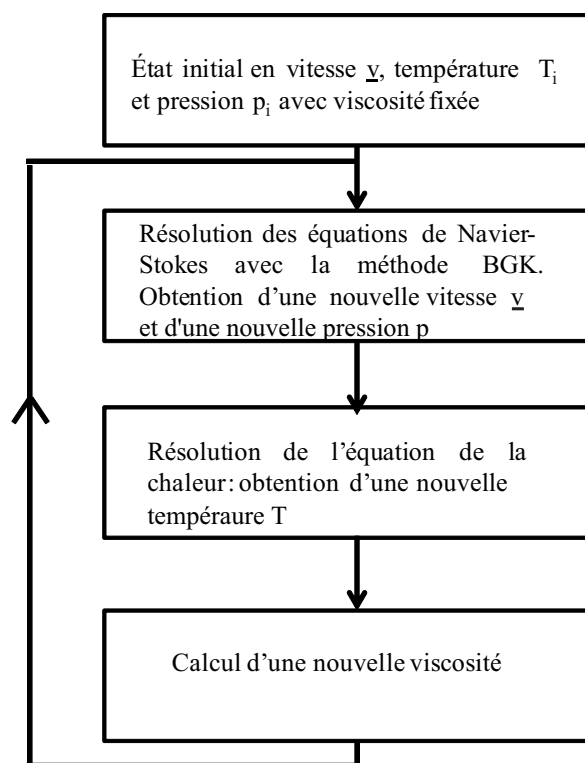 État initial en vitesse v, température Ti
et pression pi avec viscosité fixée
Résolution des équations de Navier-
Stokes avec la méthode BGK.
Obtention d’une nouvelle vitesse v
et d'une nouvelle pression p
Résolution de l’équation de la
chaleur: obtention d’une nouvelle
tempéraure T
Calcul d’une nouvelle viscosité